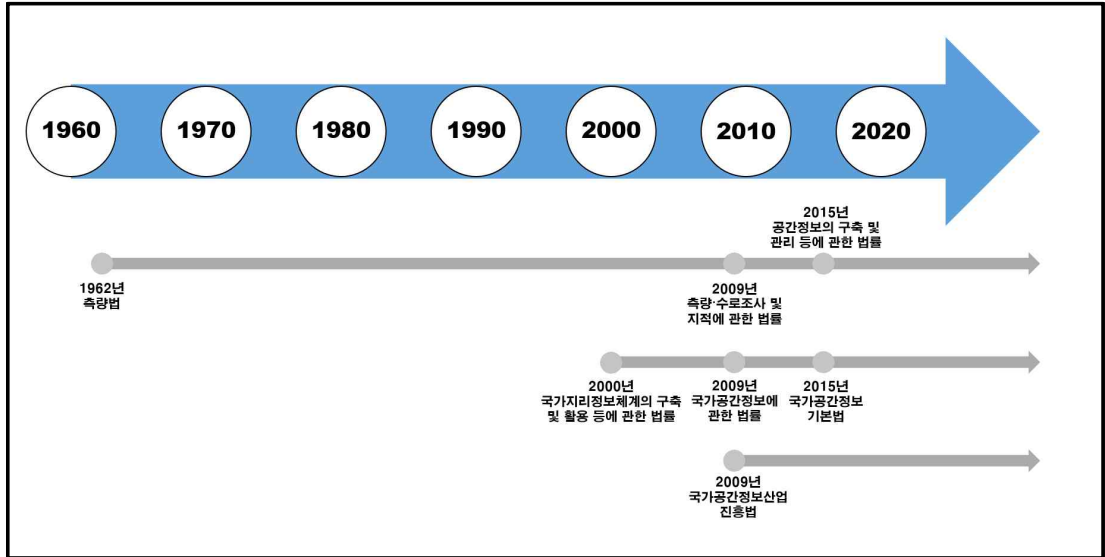 1960
1970
1980
1990
2000
2010
2020
2015년
공간정보의 구축 및
관리 등에 관한 법률
1962년
측량법
2009년
측량·수로조사 및
지적에 관한 법률
2000년
국가지리정보체계의 구축
및 활용 등에 관한 법률
2009년
국가공간정보에
관한 법률
2015년
국가공간정보
기본법
2009년
국가공간정보산업
진흥법